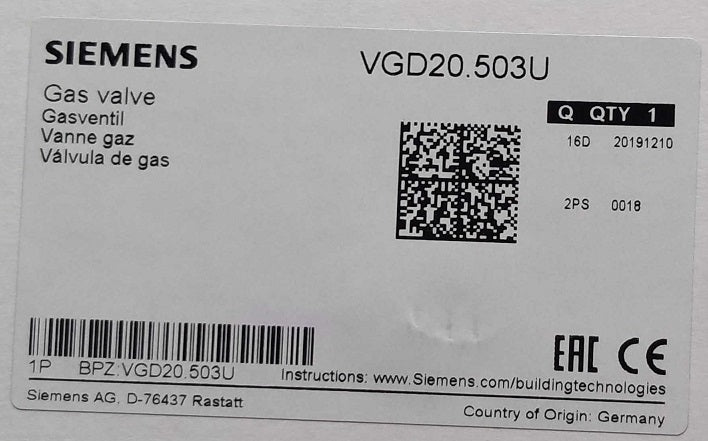 SIEMENS
VGD20.503U
Gas valve
Gasventil
Vanne gaz
Válvula de gas
Q QTY 1
16D 20191210
2PS 0018
EAC CE
1P BPZ:VGD20.503U
Instructions: www.Siemens.com/buildingtechnologies
Siemens AG, D-76437 Rastatt
Country of Origin: Germany